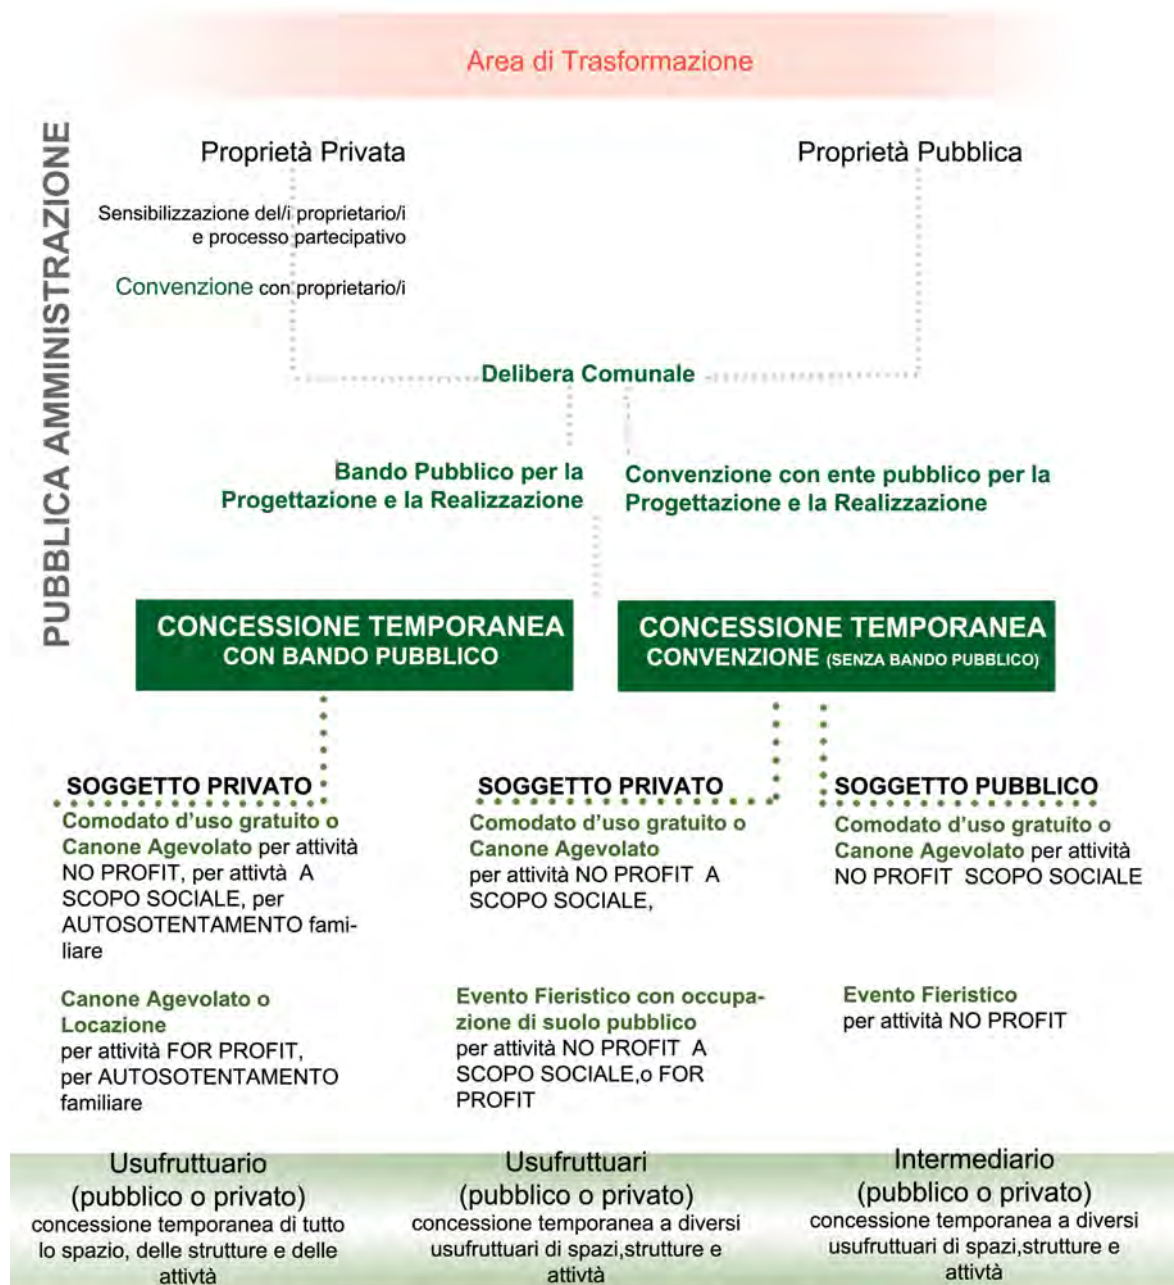 Area di Trasformazione
PUBBLICA AMMINISTRAZIONE
Proprietà Privata
Proprietà Pubblica
Sensibilizzazione del/i proprietario/i
e processo partecipativo
Convenzione con proprietario/i
Delibera Comunale
Bando Pubblico per la
Progettazione e la Realizzazione
Convenzione con ente pubblico per la
Progettazione e la Realizzazione
CONCESSIONE TEMPORANEA
CON BANDO PUBBLICO
CONCESSIONE TEMPORANEA
CONVENZIONE (SENZA BANDO PUBBLICO)
SOGGETTO PRIVATO
Comodato d'uso gratuito o
Canone Agevolato per attività
NO PROFIT, per attivtà A
SCOPO SOCIALE, per
AUTOSOTENTAMENTO fami-
liare
Canone Agevolato o
Locazione
per attività FOR PROFIT,
per AUTOSOTENTAMENTO
familiare
SOGGETTO PRIVATO
Comodato d'uso gratuito o
Canone Agevolato
per attività NO PROFIT A
SCOPO SOCIALE,
Evento Fieristico con occupa-
zione di suolo pubblico
per attività NO PROFIT A
SCOPO SOCIALE,o FOR
PROFIT
SOGGETTO PUBBLICO
Comodato d'uso gratuito o
Canone Agevolato per attività
NO PROFIT SCOPO SOCIALE
Evento Fieristico
per attività NO PROFIT
Usufruttuario
(pubblico o privato)
concessione temporanea di tutto
lo spazio, delle strutture e delle
attivtà
Usufruttuari
(pubblico o privato)
concessione temporanea a diversi
usufruttuari di spazi,strutture e
attivtà
Intermediario
(pubblico o privato)
concessione temporanea a diversi
usufruttuari di spazi,strutture e
attivtà